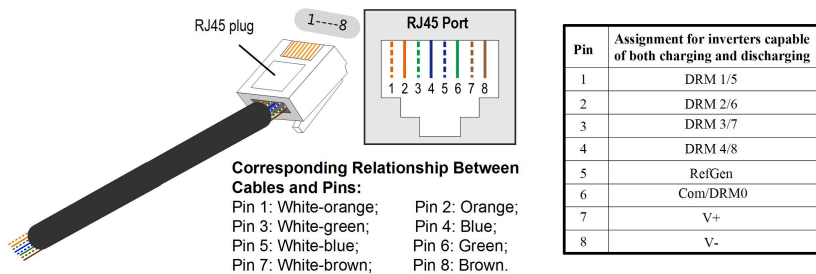 RJ45 plug
1----8
RJ45 Port
1 2 3 4 5 6 7 8
Corresponding Relationship Between
Cables and Pins:
Pin 1: White-orange; Pin 2: Orange;
Pin 3: White-green; Pin 4: Blue;
Pin 5: White-blue; Pin 6: Green;
Pin 7: White-brown; Pin 8: Brown.
Pin Assignment for inverters capable
of both charging and discharging
1 DRM 1/5
2 DRM 2/6
3 DRM 3/7
4 DRM 4/8
5 RefGen
6 Com/DRM0
7 V+
8 V-